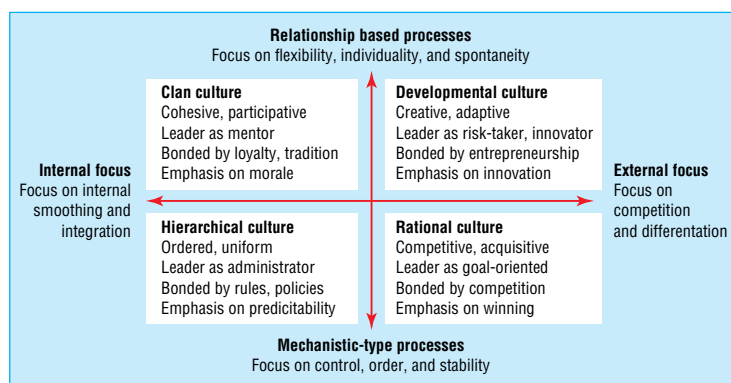 Relationship based processes
Focus on flexibility, individuality, and spontaneity
Clan culture
Cohesive, participative
Leader as mentor
Bonded by loyalty, tradition
Emphasis on morale
Developmental culture
Creative, adaptive
Leader as risk-taker, innovator
Bonded by entrepreneurship
Emphasis on innovation
Internal focus
Focus on internal
smoothing and
integration
External focus
Focus on
competition
and differentation
Hierarchical culture
Ordered, uniform
Leader as administrator
Bonded by rules, policies
Emphasis on predicitability
Rational culture
Competitive, acquisitive
Leader as goal-oriented
Bonded by competition
Emphasis on winning
Mechanistic-type processes
Focus on control, order, and stability